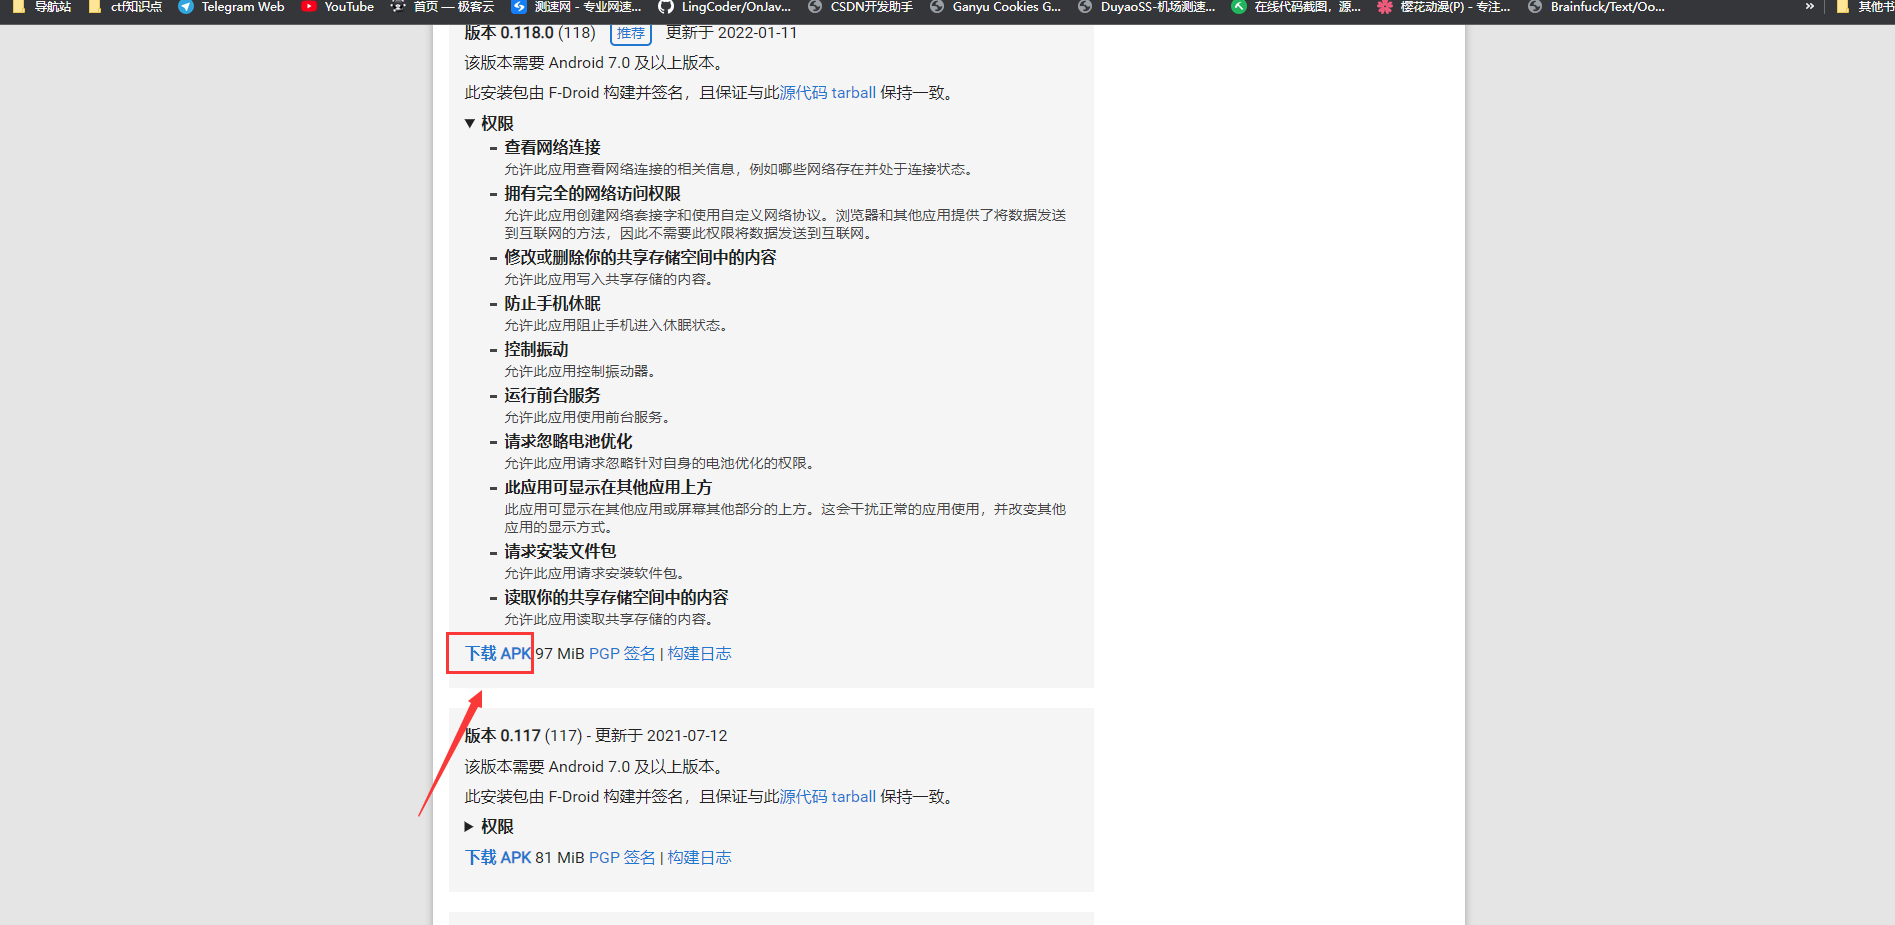 导航站 ctf知识点 Telegram Web YouTube 首页 — 极客云 测速网 - 专业网速... LingCoder/OnJav... CSDN开发助手 Ganyu Cookies G... DuyaoSS-机场测速... 在线代码截图，源... 樱花动漫(P) - 专注... Brainfuck/Text/Oo... » 其他书
版本 0.118.0 (118) 推荐 更新于 2022-01-11
该版本需要 Android 7.0 及以上版本。
此安装包由 F-Droid 构建并签名，且保证与此源代码 tarball 保持一致。
▼ 权限
- 查看网络连接
允许此应用查看网络连接的相关信息，例如哪些网络存在并处于连接状态。
- 拥有完全的网络访问权限
允许此应用创建网络套接字和使用自定义网络协议。浏览器和其他应用提供了将数据发送
到互联网的方法，因此不需要此权限将数据发送到互联网。
- 修改或删除你的共享存储空间中的内容
允许此应用写入共享存储的内容。
- 防止手机休眠
允许此应用阻止手机进入休眠状态。
- 控制振动
允许此应用控制振动器。
- 运行前台服务
允许此应用使用前台服务。
- 请求忽略电池优化
允许此应用请求忽略针对自身的电池优化的权限。
- 此应用可显示在其他应用上方
此应用可显示在其他应用或屏幕其他部分的上方。这会干扰正常的应用使用，并改变其他
应用的显示方式。
- 请求安装文件包
允许此应用请求安装软件包。
- 读取你的共享存储空间中的内容
允许此应用读取共享存储的内容。
下载 APK 97 MiB PGP 签名 | 构建日志
版本 0.117 (117) - 更新于 2021-07-12
该版本需要 Android 7.0 及以上版本。
此安装包由 F-Droid 构建并签名，且保证与此源代码 tarball 保持一致。
▶ 权限
下载 APK 81 MiB PGP 签名 | 构建日志